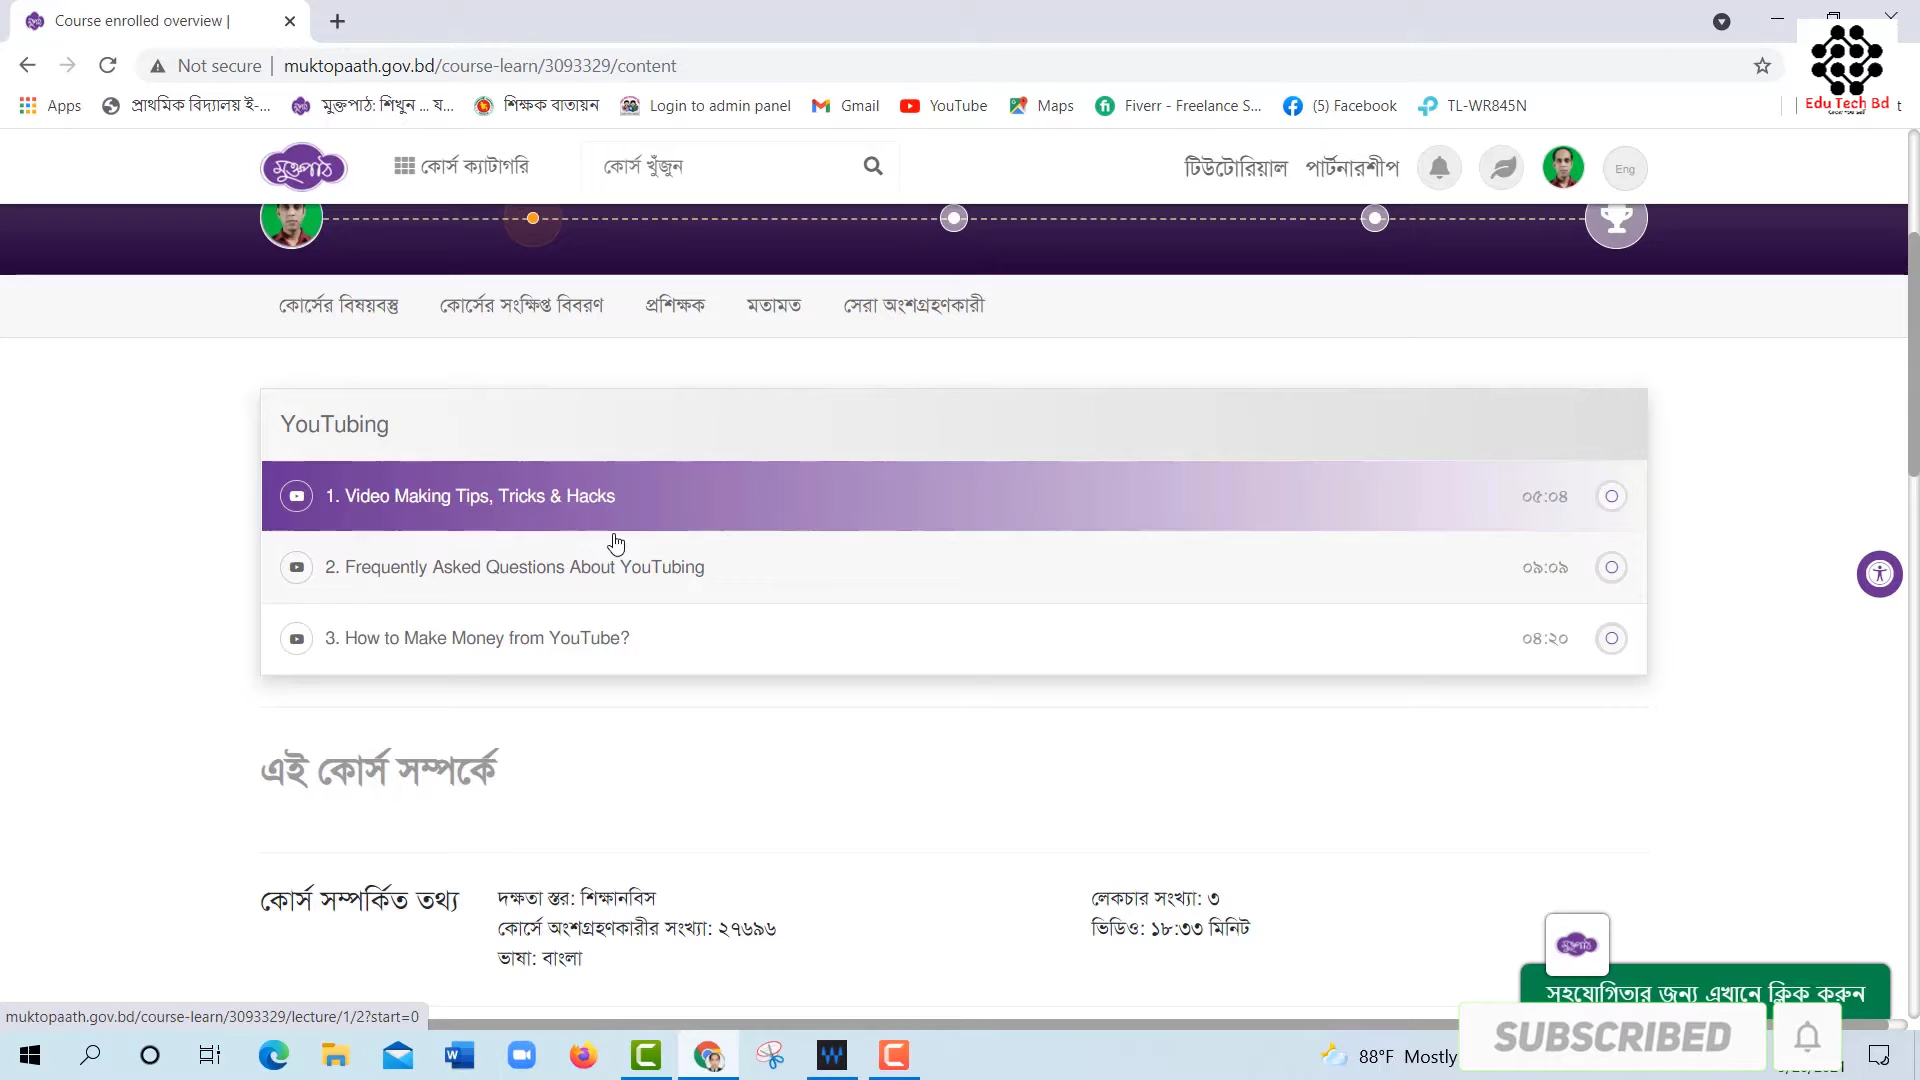 Course enrolled overview |
Not secure
muktopaath.gov.bd/course-learn/3093329/content
Apps
প্রাথমিক বিদ্যালয় ই-...
মুক্তপাঠ: শিখুন ... য...
শিক্ষক বাতায়ন
Login to admin panel
Gmail
YouTube
Maps
Fiverr - Freelance S...
(5) Facebook
TL-WR845N
Edu Tech Bd
মুক্তপাঠ
কোর্স ক্যাটাগরি
কোর্স খুঁজুন
টিউটোরিয়াল
পার্টনারশীপ
Eng
কোর্সের বিষয়বস্তু
কোর্সের সংক্ষিপ্ত বিবরণ
প্রশিক্ষক
মতামত
সেরা অংশগ্রহণকারী
YouTubing
1. Video Making Tips, Tricks & Hacks
০৫:০৪
2. Frequently Asked Questions About YouTubing
০৯:০৯
3. How to Make Money from YouTube?
০৪:২০
এই কোর্স সম্পর্কে
কোর্স সম্পর্কিত তথ্য
দক্ষতা স্তর: শিক্ষানবিস
কোর্সে অংশগ্রহণকারীর সংখ্যা: ২৭৬৯৬
ভাষা: বাংলা
লেকচার সংখ্যা: ৩
ভিডিও: ১৮:৩৩ মিনিট
মুক্তপাঠ
সহযোগিতার জন্য এখানে ক্লিক করুন
muktopaath.gov.bd/course-learn/3093329/lecture/1/2?start=0
88°F Mostly
SUBSCRIBED